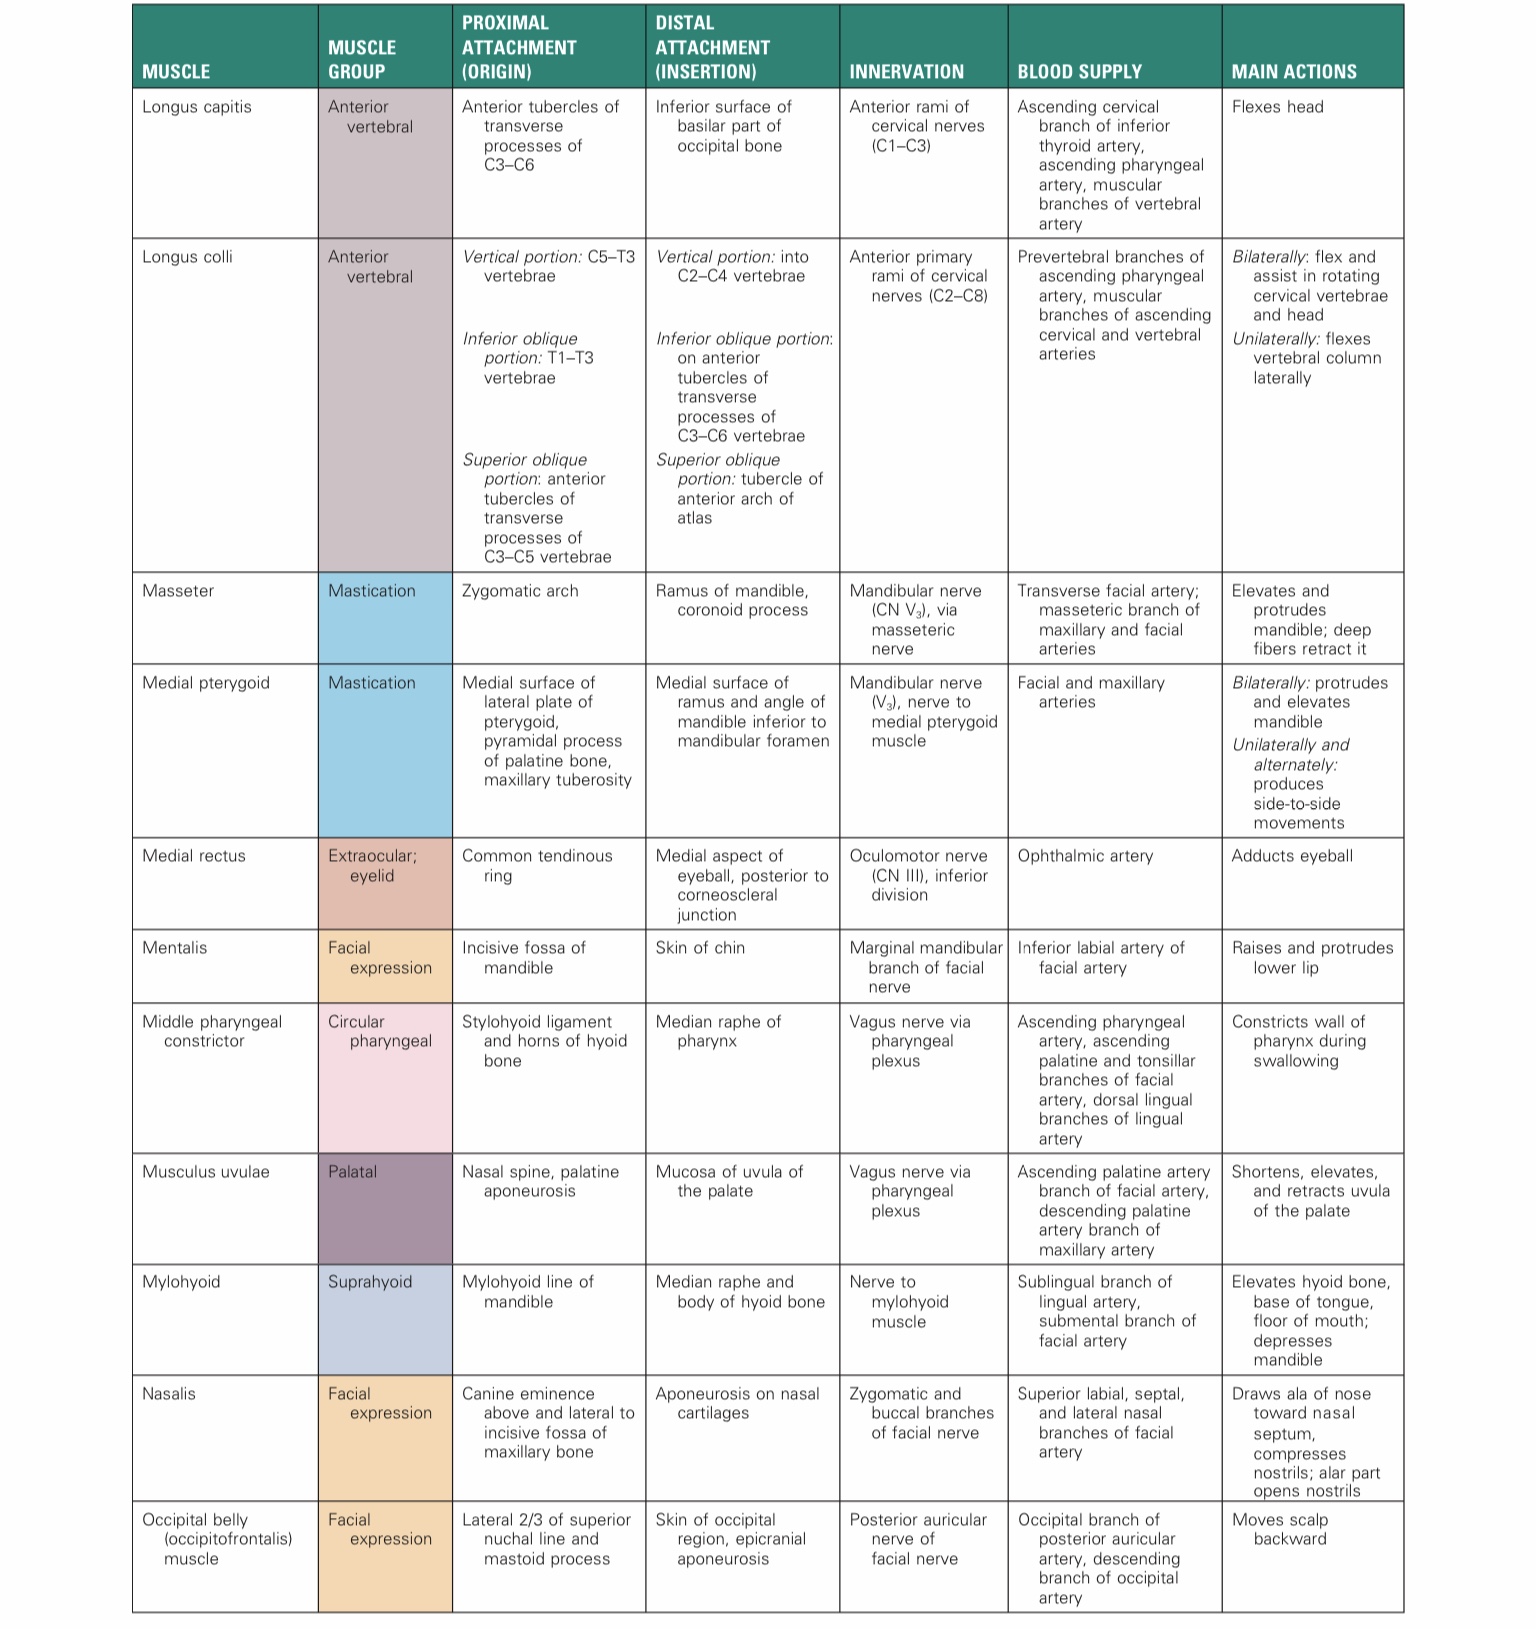 MUSCLE
MUSCLE
GROUP
PROXIMAL
ATTACHMENT
(ORIGIN)
DISTAL
ATTACHMENT
(INSERTION)
INNERVATION
BLOOD SUPPLY
MAIN ACTIONS
Longus capitis
Anterior
vertebral
Anterior tubercles of
transverse
processes of
C3–C6
Inferior surface of
basilar part of
occipital bone
Anterior rami of
cervical nerves
(C1–C3)
Ascending cervical
branch of inferior
thyroid artery,
ascending pharyngeal
artery, muscular
branches of vertebral
artery
Flexes head
Longus colli
Anterior
vertebral
Vertical portion: C5–T3
vertebrae
Inferior oblique
portion: T1–T3
vertebrae
Superior oblique
portion: anterior
tubercles of
transverse
processes of
C3–C5 vertebrae
Vertical portion: into
C2–C4 vertebrae
Inferior oblique portion:
on anterior
tubercles of
transverse
processes of
C3–C6 vertebrae
Superior oblique
portion: tubercle of
anterior arch of
atlas
Anterior primary
rami of cervical
nerves (C2–C8)
Prevertebral branches of
ascending pharyngeal
artery, muscular
branches of ascending
cervical and vertebral
arteries
Bilaterally: flex and
assist in rotating
cervical vertebrae
and head
Unilaterally: flexes
vertebral column
laterally
Masseter
Mastication
Zygomatic arch
Ramus of mandible,
coronoid process
Mandibular nerve
(CN V₃), via
masseteric
nerve
Transverse facial artery;
masseteric branch of
maxillary and facial
arteries
Elevates and
protrudes
mandible; deep
fibers retract it
Medial pterygoid
Mastication
Medial surface of
lateral plate of
pterygoid,
pyramidal process
of palatine bone,
maxillary tuberosity
Medial surface of
ramus and angle of
mandible inferior to
mandibular foramen
Mandibular nerve
(V₃), nerve to
medial pterygoid
muscle
Facial and maxillary
arteries
Bilaterally: protrudes
and elevates
mandible
Unilaterally and
alternately:
produces
side-to-side
movements
Medial rectus
Extraocular;
eyelid
Common tendinous
ring
Medial aspect of
eyeball, posterior to
corneoscleral
junction
Oculomotor nerve
(CN III), inferior
division
Ophthalmic artery
Adducts eyeball
Mentalis
Facial
expression
Incisive fossa of
mandible
Skin of chin
Marginal mandibular
branch of facial
nerve
Inferior labial artery of
facial artery
Raises and protrudes
lower lip
Middle pharyngeal
constrictor
Circular
pharyngeal
Stylohyoid ligament
and horns of hyoid
bone
Median raphe of
pharynx
Vagus nerve via
pharyngeal
plexus
Ascending pharyngeal
artery, ascending
palatine and tonsillar
branches of facial
artery, dorsal lingual
branches of lingual
artery
Constricts wall of
pharynx during
swallowing
Musculus uvulae
Palatal
Nasal spine, palatine
aponeurosis
Mucosa of uvula of
the palate
Vagus nerve via
pharyngeal
plexus
Ascending palatine artery
branch of facial artery,
descending palatine
artery branch of
maxillary artery
Shortens, elevates,
and retracts uvula
of the palate
Mylohyoid
Suprahyoid
Mylohyoid line of
mandible
Median raphe and
body of hyoid bone
Nerve to
mylohyoid
muscle
Sublingual branch of
lingual artery,
submental branch of
facial artery
Elevates hyoid bone,
base of tongue,
floor of mouth;
depresses
mandible
Nasalis
Facial
expression
Canine eminence
above and lateral to
incisive fossa of
maxillary bone
Aponeurosis on nasal
cartilages
Zygomatic and
buccal branches
of facial nerve
Superior labial, septal,
and lateral nasal
branches of facial
artery
Draws ala of nose
toward nasal
septum,
compresses
nostrils; alar part
opens nostrils
Occipital belly
(occipitofrontalis)
muscle
Facial
expression
Lateral 2/3 of superior
nuchal line and
mastoid process
Skin of occipital
region, epicranial
aponeurosis
Posterior auricular
nerve of
facial nerve
Occipital branch of
posterior auricular
artery, descending
branch of occipital
artery
Moves scalp
backward